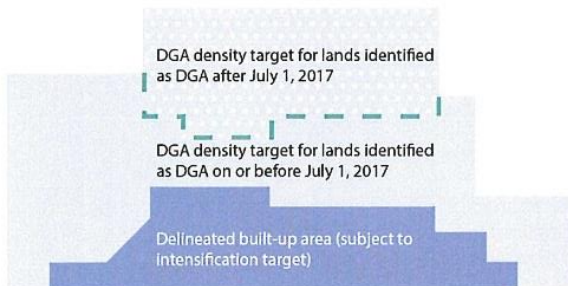 DGA density target for lands identified
as DGA after July 1, 2017
DGA density target for lands identified
as DGA on or before July 1, 2017
Delineated built-up area (subject to
intensification target)